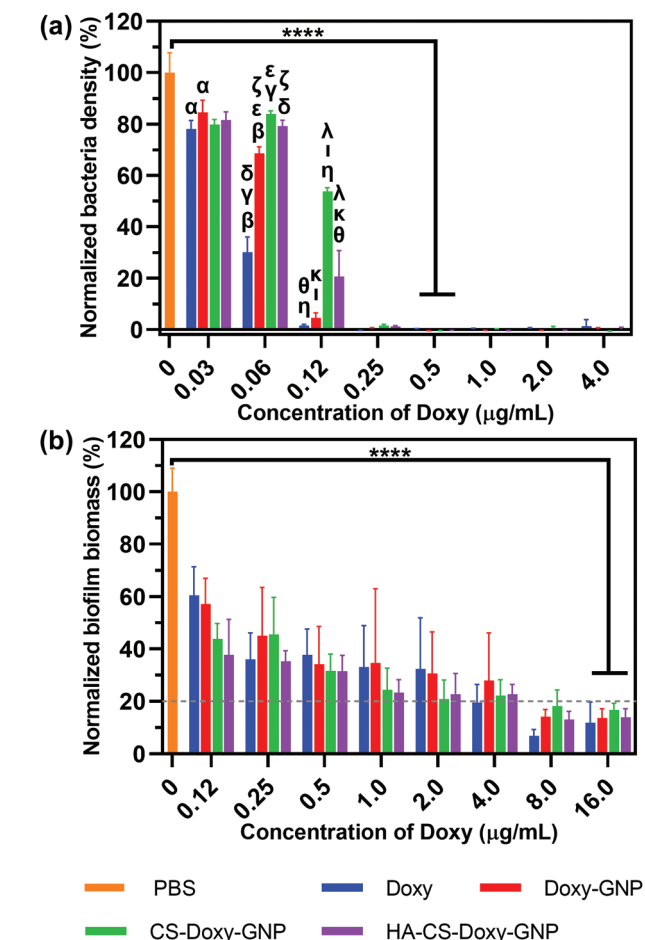 (a)
Normalized bacteria density (%)
120
100
80
60
40
20
0
****
α
α
δ
γ
β
ζ
ε
β
ε
γ
ζ
δ
θ
η
κ
ι
λ
ι
η
λ
κ
θ
0 0.03 0.06 0.12 0.25 0.5 1.0 2.0 4.0
Concentration of Doxy (μg/mL)
(b)
Normalized biofilm biomass (%)
120
100
80
60
40
20
0
****
0 0.12 0.25 0.5 1.0 2.0 4.0 8.0 16.0
Concentration of Doxy (μg/mL)
PBS Doxy Doxy-GNP
CS-Doxy-GNP HA-CS-Doxy-GNP